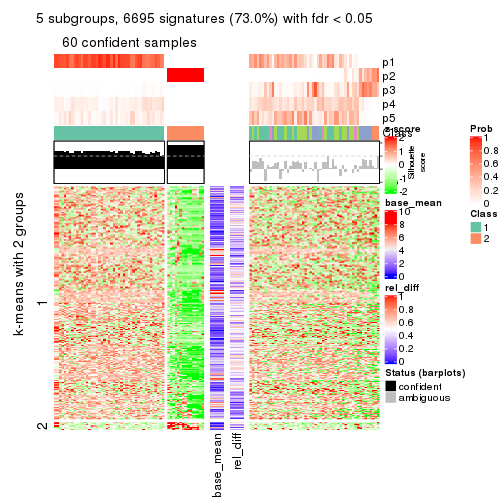 5 subgroups, 6695 signatures (73.0%) with fdr < 0.05
60 confident samples
p1
p2
p3
p4
p5
Class
z-score
2
1
0
-1
-2
Silhouette
score
Prob
1
0.8
0.6
0.4
0.2
0
Class
1
2
base_mean
10
8
6
4
2
0
rel_diff
1
0.8
0.6
0.4
0.2
0
Status (barplots)
confident
ambiguous
k-means with 2 groups
1
2
base_mean
rel_diff